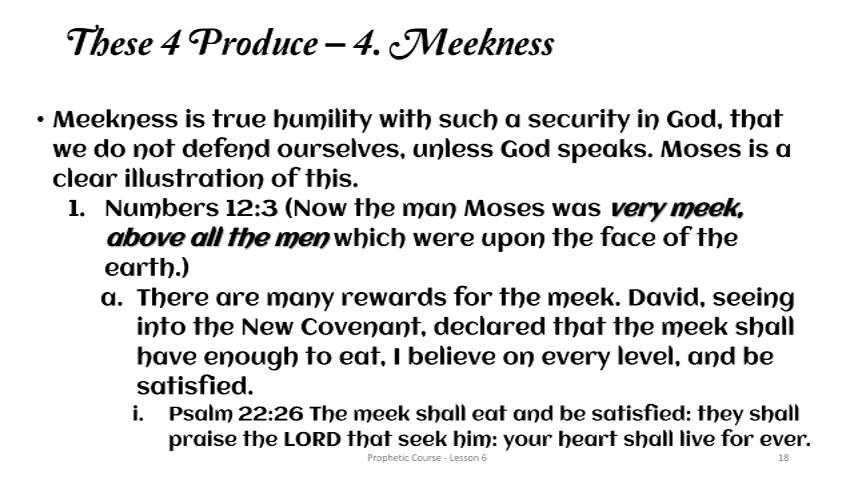 These 4 Produce – 4. Meekness
• Meekness is true humility with such a security in God, that
we do not defend ourselves, unless God speaks. Moses is a
clear illustration of this.
1. Numbers 12:3 (Now the man Moses was very meek,
above all the men which were upon the face of the
earth.)
a. There are many rewards for the meek. David, seeing
into the New Covenant, declared that the meek shall
have enough to eat, I believe on every level, and be
satisfied.
i. Psalm 22:26 The meek shall eat and be satisfied: they shall
praise the LORD that seek him: your heart shall live for ever.
Prophetic Course - Lesson 6 18